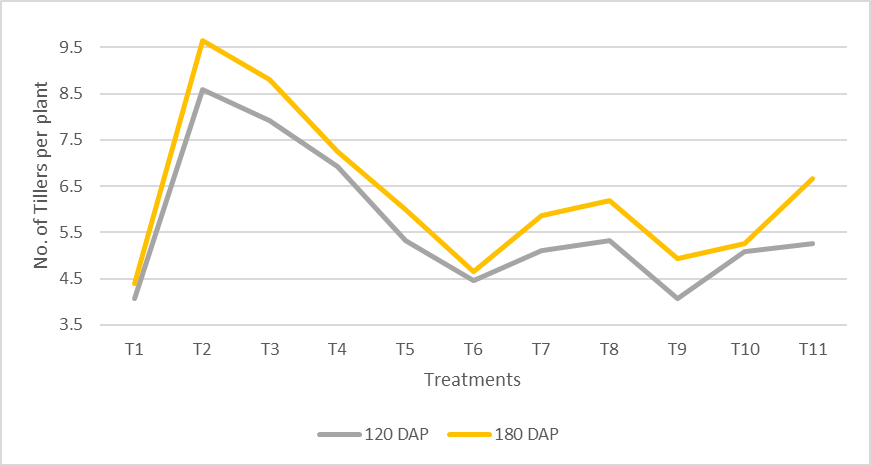 No. of Tillers per plant
9.5
8.5
7.5
6.5
5.5
4.5
3.5
T1 T2 T3 T4 T5 T6 T7 T8 T9 T10 T11
Treatments
120 DAP 180 DAP